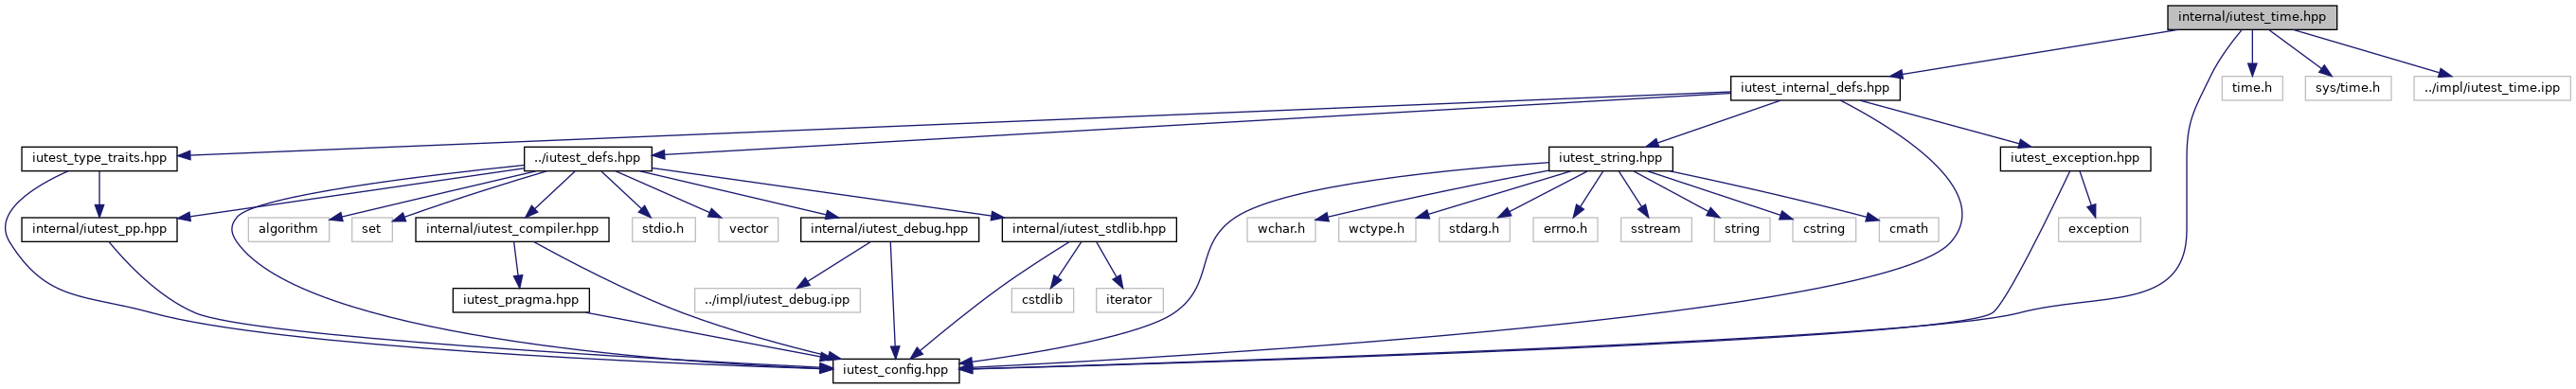 internal/iutest_time.hpp
iutest_internal_defs.hpp
time.h
sys/time.h
../impl/iutest_time.ipp
iutest_type_traits.hpp
../iutest_defs.hpp
iutest_string.hpp
iutest_exception.hpp
internal/iutest_pp.hpp
algorithm
set
internal/iutest_compiler.hpp
stdio.h
vector
internal/iutest_debug.hpp
internal/iutest_stdlib.hpp
wchar.h
wctype.h
stdarg.h
errno.h
sstream
string
cstring
cmath
exception
iutest_pragma.hpp
../impl/iutest_debug.ipp
cstdlib
iterator
iutest_config.hpp